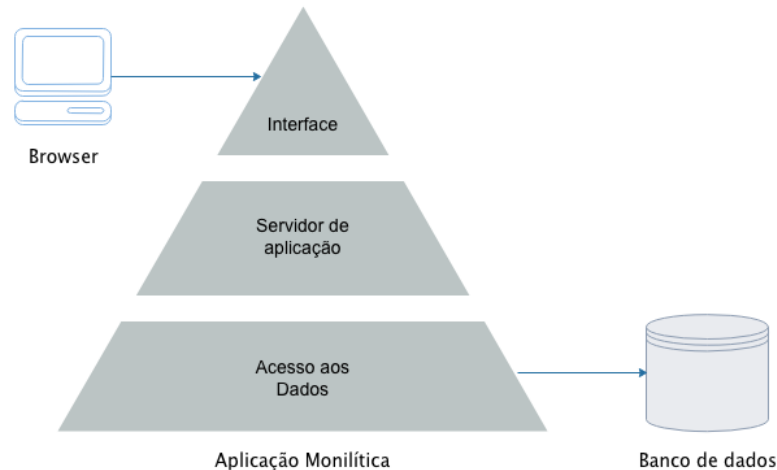 Interface
Browser
Servidor de
aplicação
Acesso aos
Dados
Aplicação Monilítica
Banco de dados